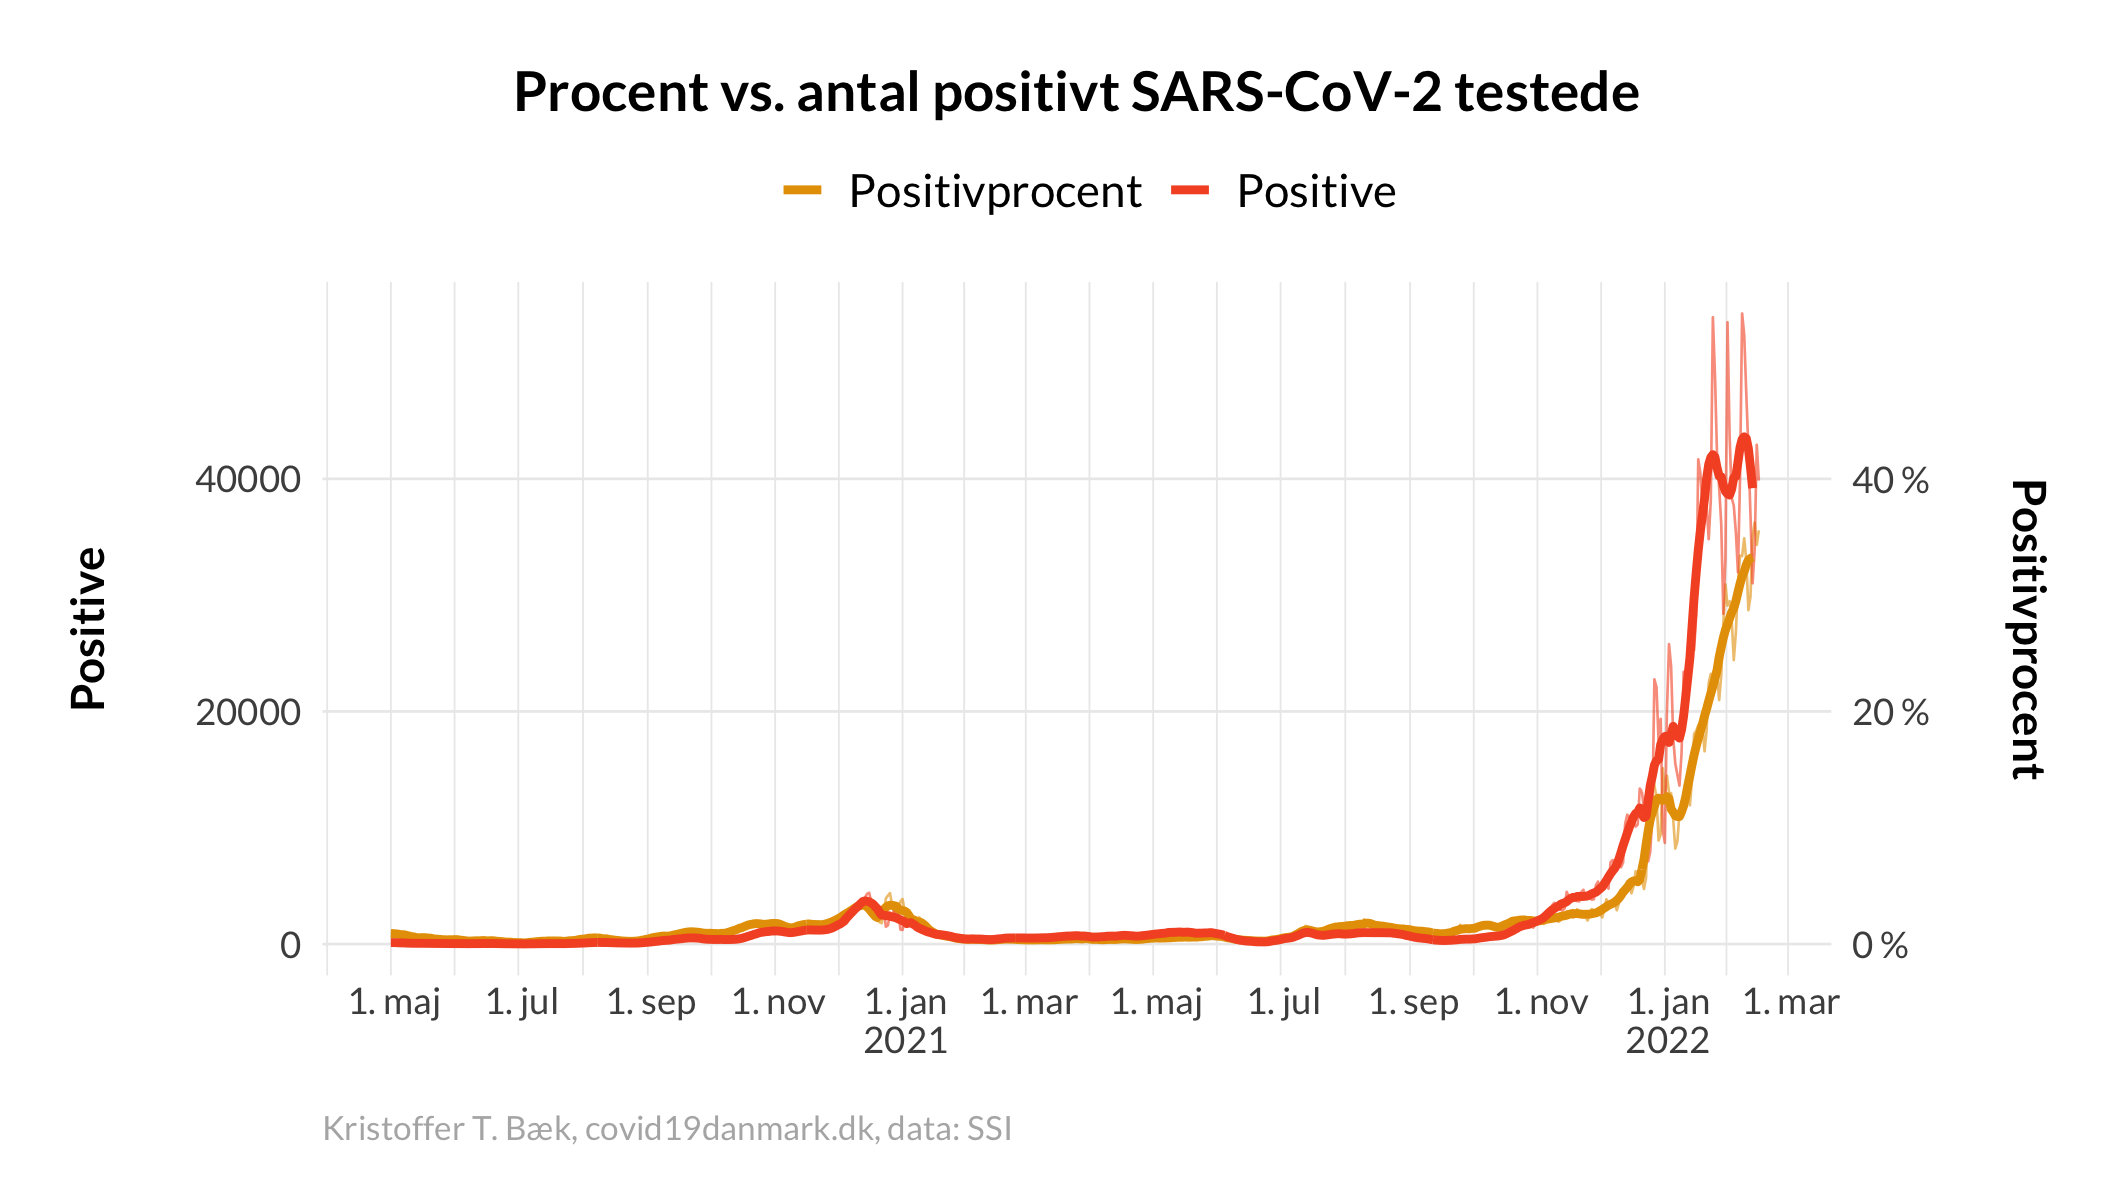 Procent vs. antal positivt SARS-CoV-2 testede
Positivprocent Positive
Positive
40000
20000
0
40 %
20 %
0 %
Positivprocent
1. maj 1. jul 1. sep 1. nov 1. jan 1. mar 1. maj 1. jul 1. sep 1. nov 1. jan 1. mar
2021 2022
Kristoffer T. Bæk, covid19danmark.dk, data: SSI